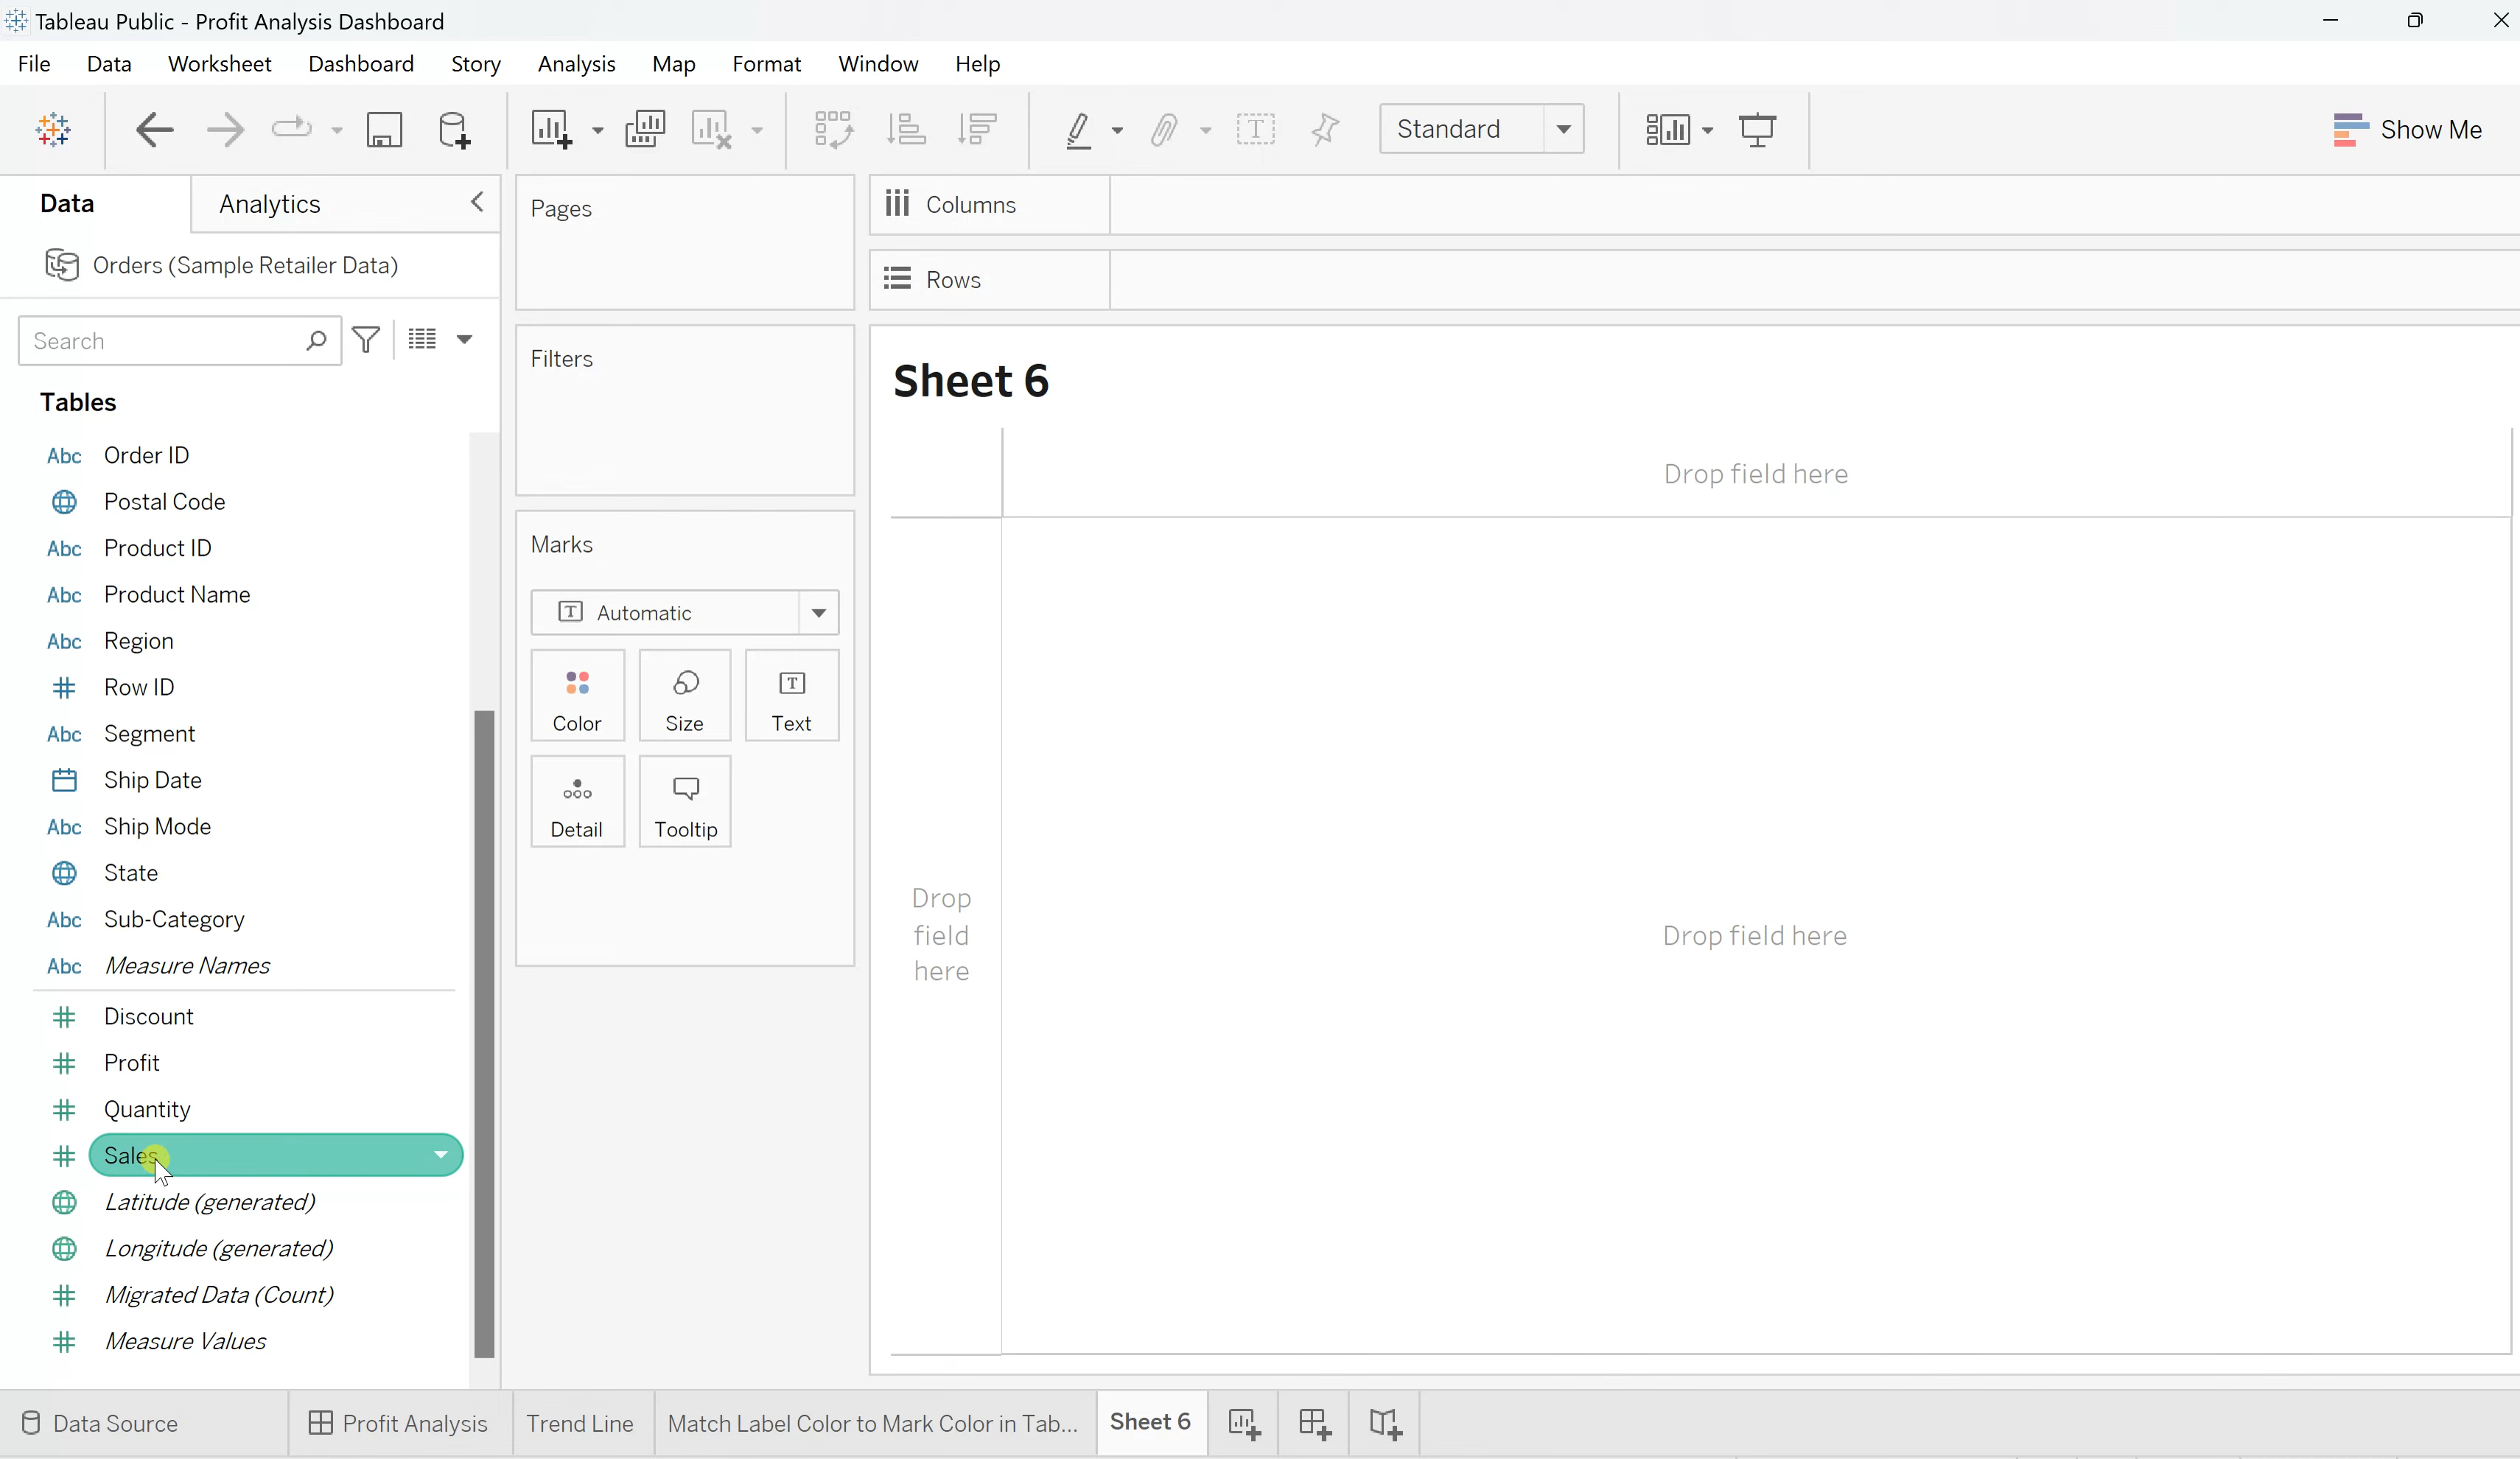 Tableau Public - Profit Analysis Dashboard
File Data Worksheet Dashboard Story Analysis Map Format Window Help
Standard
Show Me
Data
Analytics
Orders (Sample Retailer Data)
Search
Tables
Abc Order ID
Postal Code
Abc Product ID
Abc Product Name
Abc Region
Row ID
Abc Segment
Ship Date
Abc Ship Mode
State
Abc Sub-Category
Abc Measure Names
Discount
Profit
Quantity
Sales
Latitude (generated)
Longitude (generated)
Migrated Data (Count)
Measure Values
Pages
Filters
Marks
T Automatic
Color
Size
T
Text
Detail
Tooltip
Columns
Rows
Sheet 6
Drop field here
Drop
field
here
Drop field here
Data Source
Profit Analysis
Trend Line
Match Label Color to Mark Color in Tab...
Sheet 6